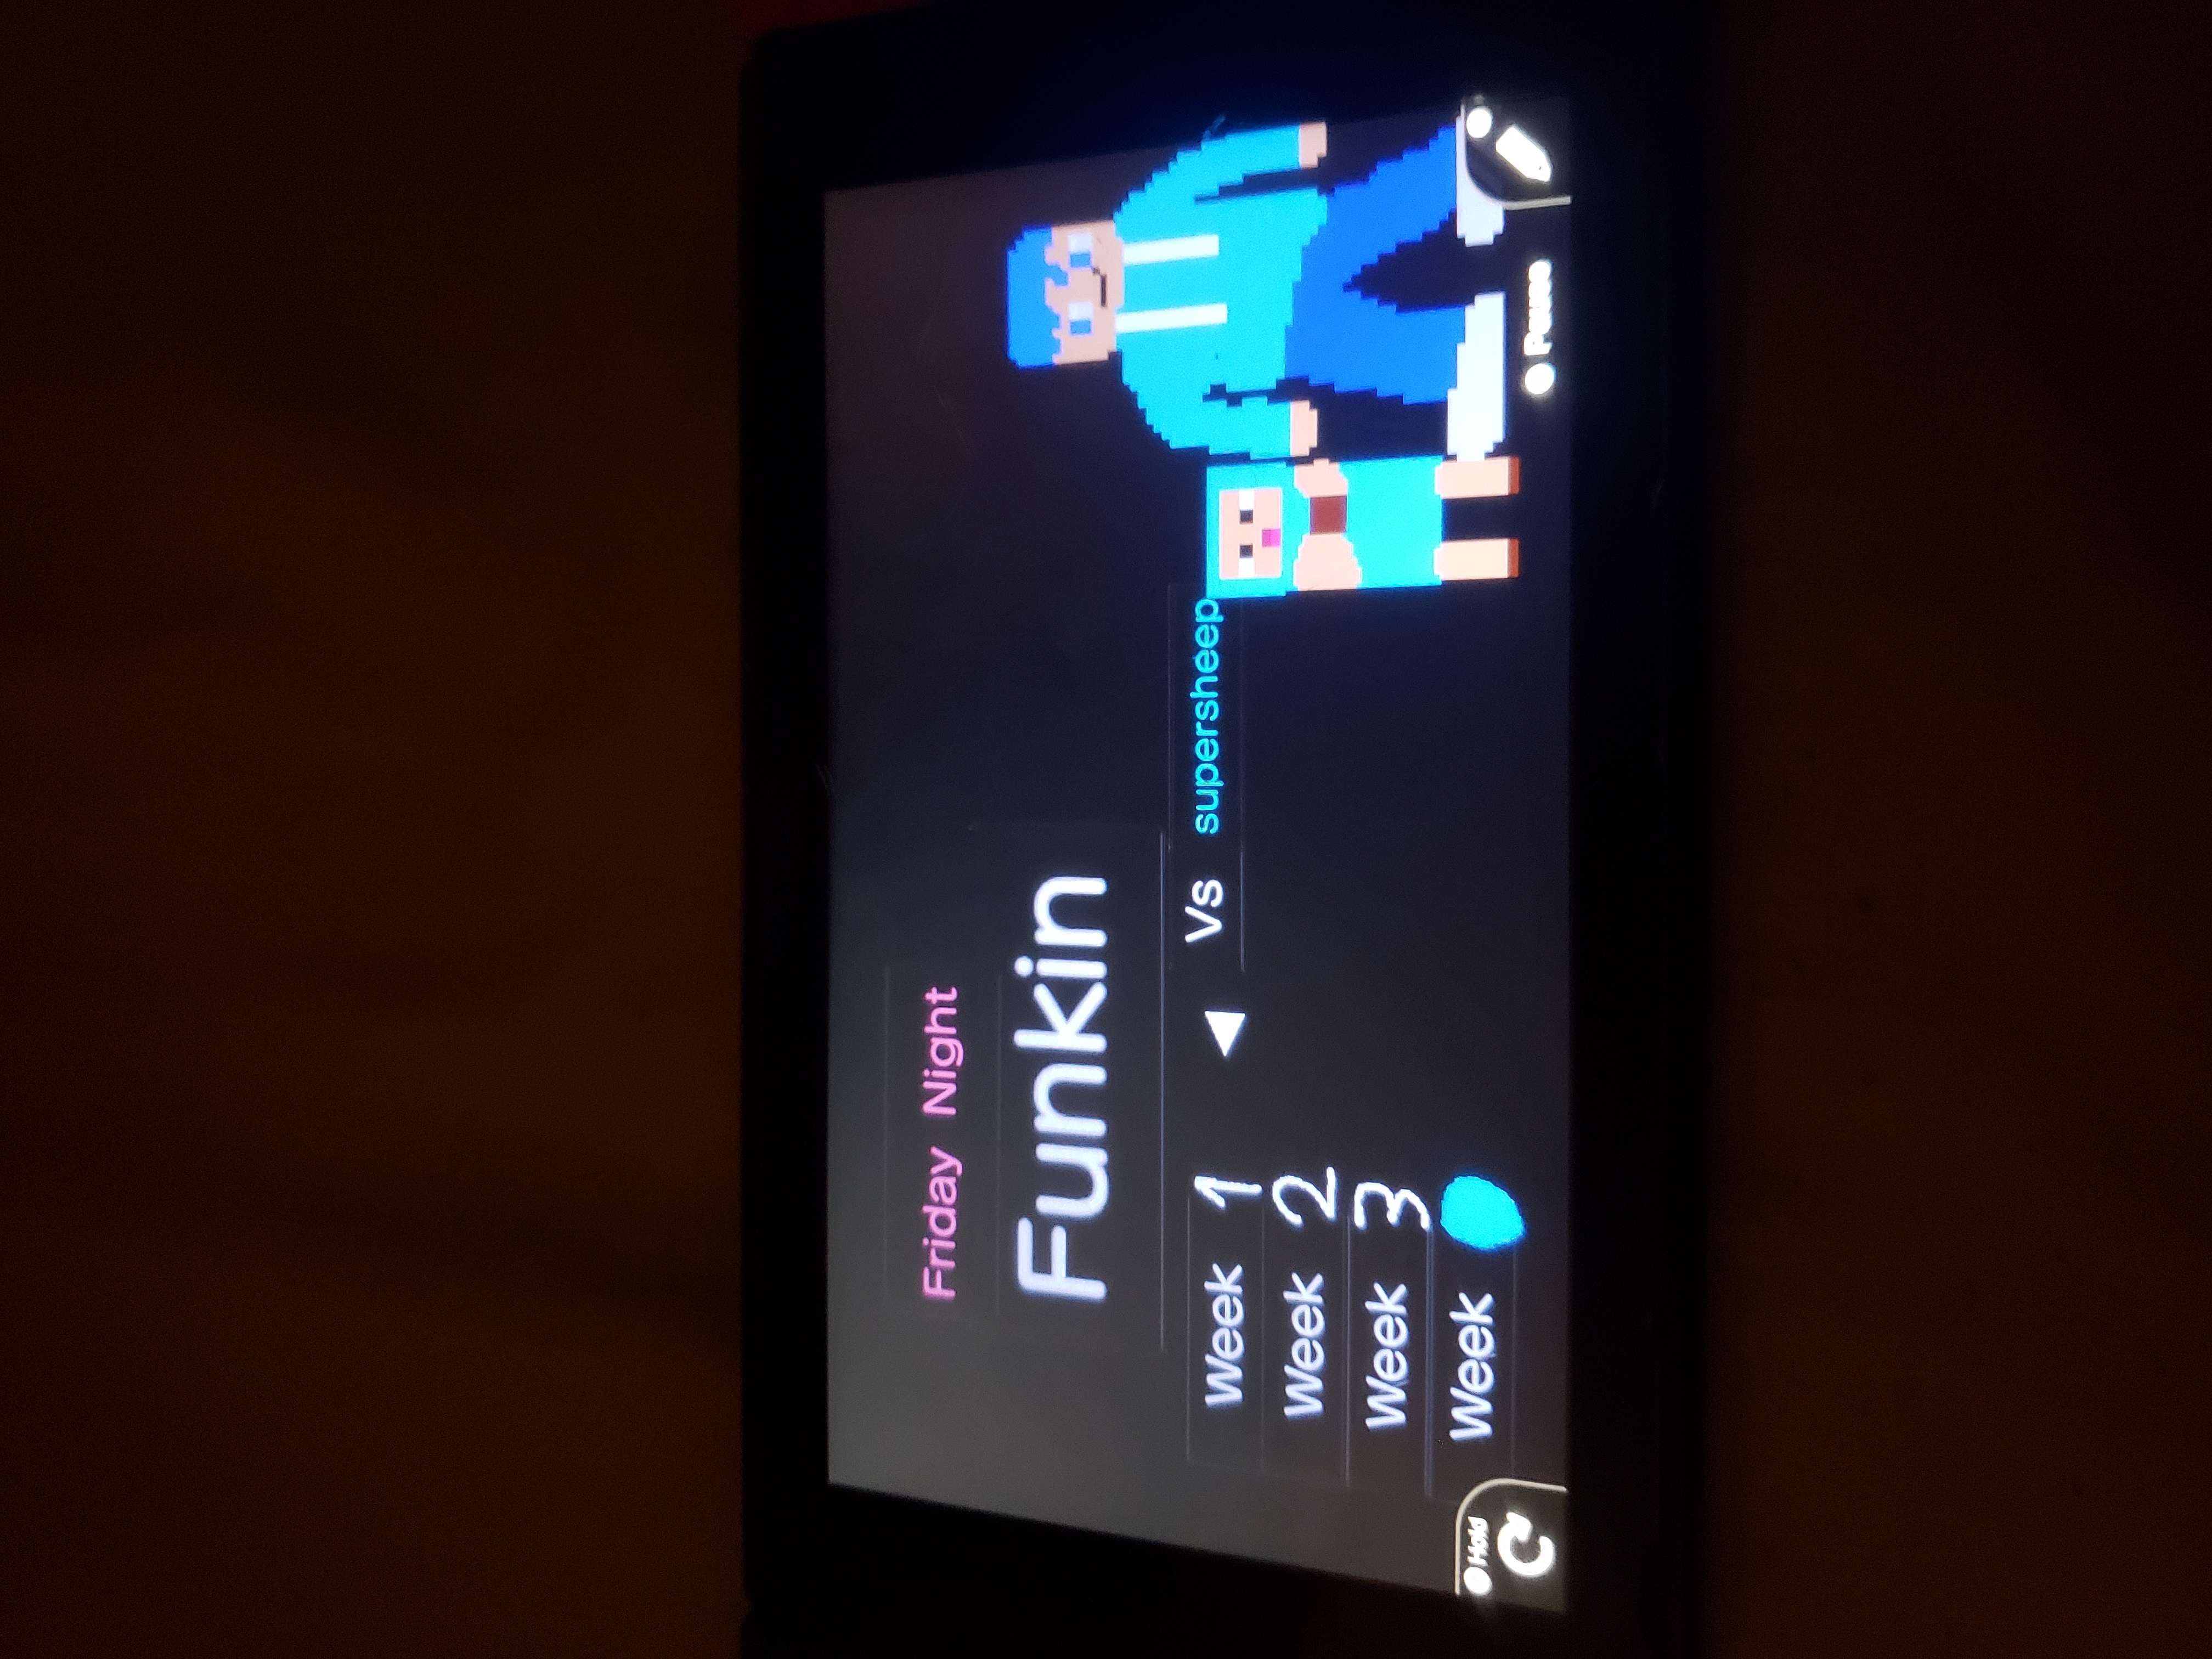 Friday Night
Funkin
Week 1
Vs supersheep
Week 2
Week 3
Week
Hold
Pause